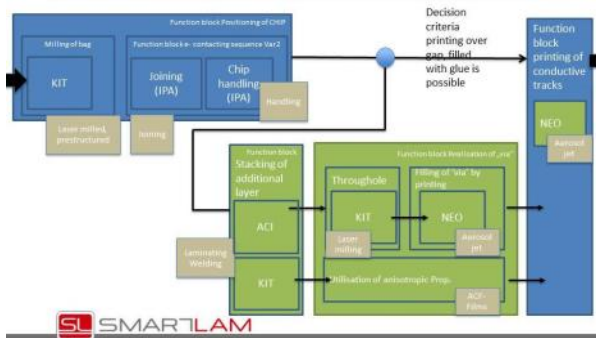 Function block Positioning of CHIP
Milling of bag
KIT
Laser milled,
prestructured
Function block e- contacting sequence Var.2
Joining
(IPA)
Chip
handling
(IPA)
Joining
Handling
Decision
criteria
printing over
gap, filled
with glue is
possible
Function
block
printing of
conductive
tracks
NEO
Aerosol
jet
Function block
Stacking of
additional
layer
ACI
Laminating
Welding
KIT
Function block Realisation of „via"
Throughole
KIT
Laser
milling
Filling of "via" by
printing
NEO
Aerosol
jet
Utilisation of anisotropic Prop.
ACF-
Films
SL SMARTLAM